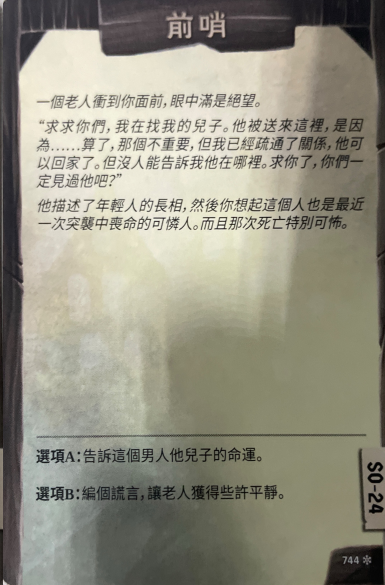 前哨
一個老人衝到你面前，眼中滿是絕望。
“求求你們，我在找我的兒子。他被送來這裡，是因
為……算了，那個不重要，但我已經疏通了關係，他可
以回家了。但沒人能告訴我他在哪裡。求你了，你們一
定見過他吧？”
他描述了年輕人的長相，然後你想起這個人也是最近
一次突襲中喪命的可憐人。而且那次死亡特別可怖。
選項A：告訴這個男人他兒子的命運。
選項B：編個謊言，讓老人獲得些許平靜。
SO-24
744